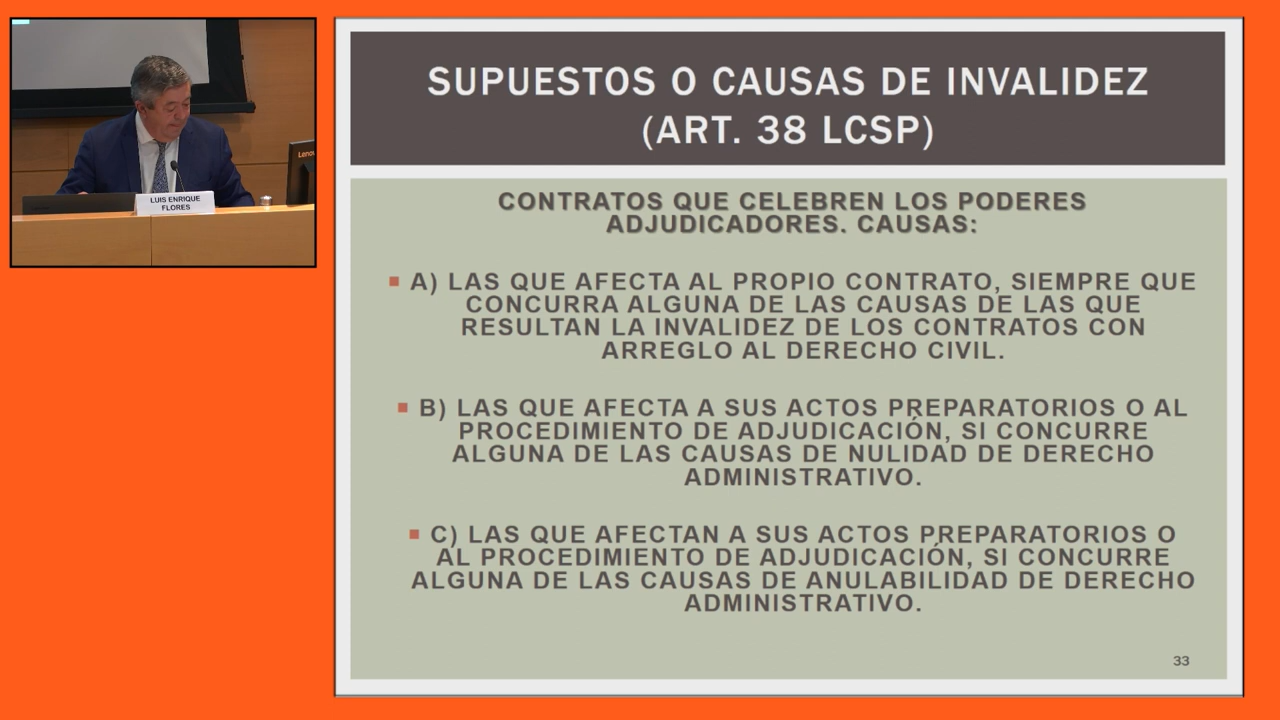 Lenovo
LUIS ENRIQUE
FLORES
SUPUESTOS O CAUSAS DE INVALIDEZ
(ART. 38 LCSP)
CONTRATOS QUE CELEBREN LOS PODERES
ADJUDICADORES. CAUSAS:
▪ A) LAS QUE AFECTA AL PROPIO CONTRATO, SIEMPRE QUE
CONCURRA ALGUNA DE LAS CAUSAS DE LAS QUE
RESULTAN LA INVALIDEZ DE LOS CONTRATOS CON
ARREGLO AL DERECHO CIVIL.
▪ B) LAS QUE AFECTA A SUS ACTOS PREPARATORIOS O AL
PROCEDIMIENTO DE ADJUDICACIÓN, SI CONCURRE
ALGUNA DE LAS CAUSAS DE NULIDAD DE DERECHO
ADMINISTRATIVO.
▪ C) LAS QUE AFECTAN A SUS ACTOS PREPARATORIOS O
AL PROCEDIMIENTO DE ADJUDICACIÓN, SI CONCURRE
ALGUNA DE LAS CAUSAS DE ANULABILIDAD DE DERECHO
ADMINISTRATIVO.
33